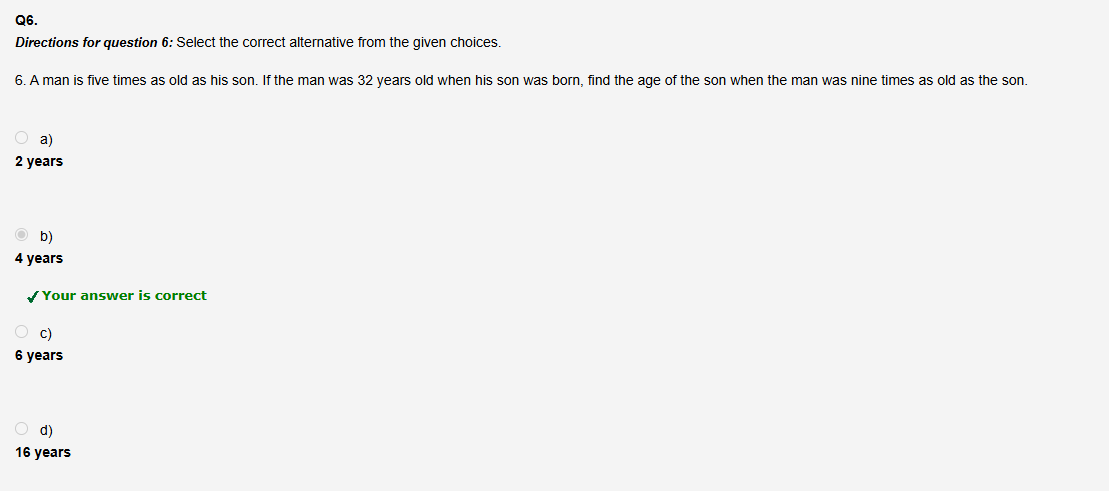 Q6.
Directions for question 6: Select the correct alternative from the given choices.
6. A man is five times as old as his son. If the man was 32 years old when his son was born, find the age of the son when the man was nine times as old as the son.
a)
2 years
b)
4 years
✓Your answer is correct
c)
6 years
d)
16 years